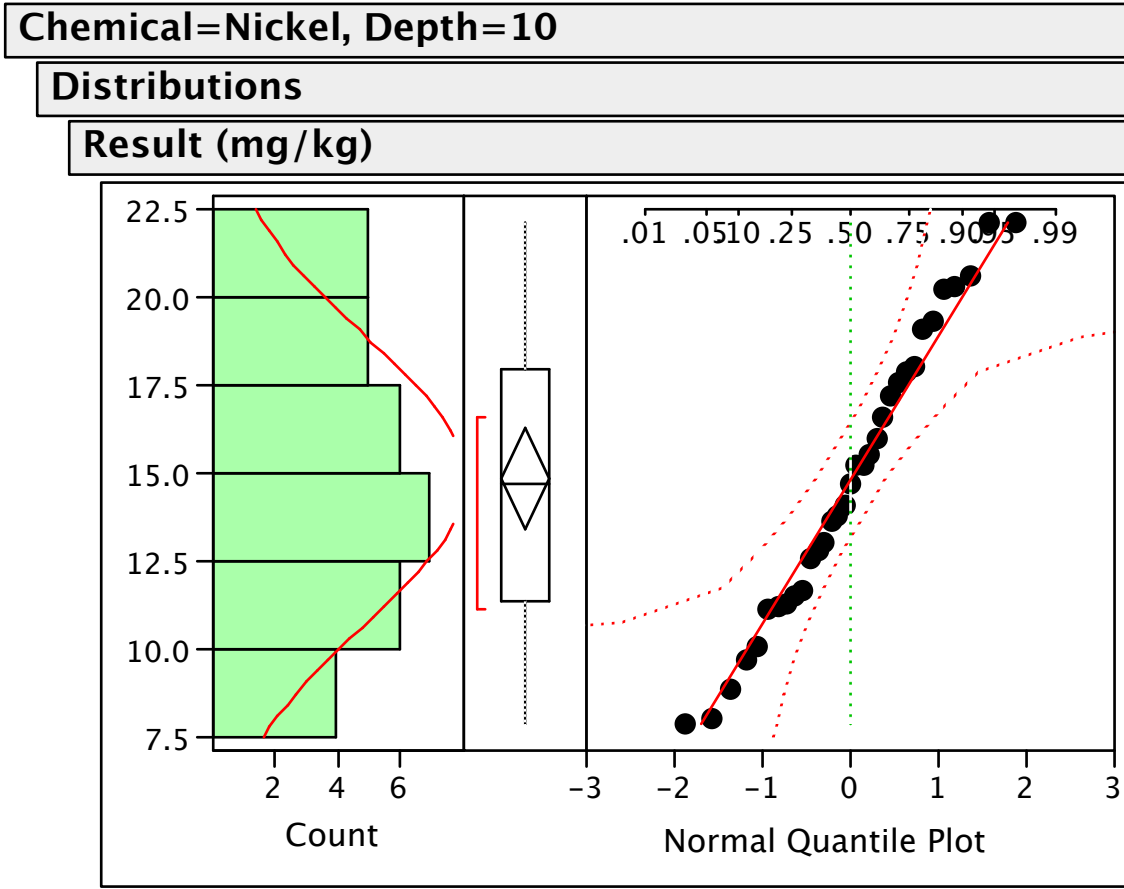 Chemical=Nickel, Depth=10
Distributions
Result (mg/kg)
22.5
20.0
17.5
15.0
12.5
10.0
7.5
.01 .05 .10 .25 .50 .75 .90 .95 .99
2 4 6
-3 -2 -1 0 1 2 3
Count
Normal Quantile Plot